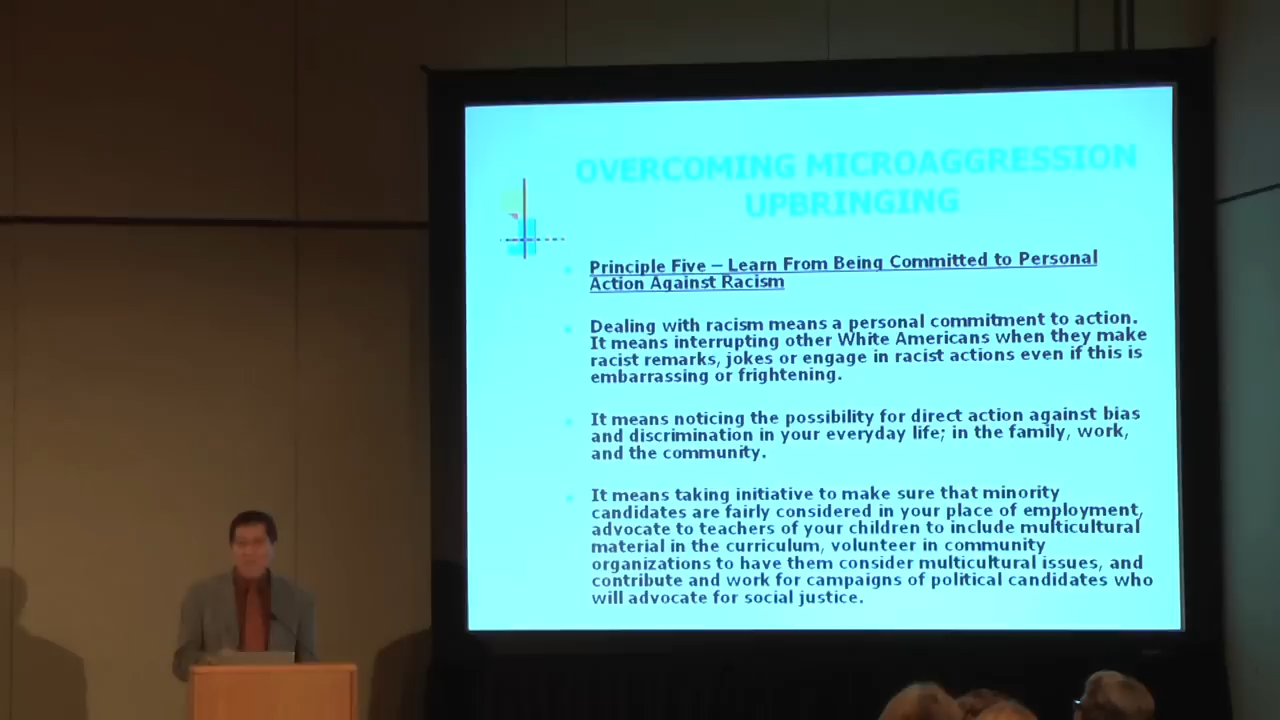 OVERCOMING MICROAGGRESSION
UPBRINGING
Principle Five – Learn From Being Committed to Personal
Action Against Racism
Dealing with racism means a personal commitment to action.
It means interrupting other White Americans when they make
racist remarks, jokes or engage in racist actions even if this is
embarrassing or frightening.
It means noticing the possibility for direct action against bias
and discrimination in your everyday life; in the family, work,
and the community.
It means taking initiative to make sure that minority
candidates are fairly considered in your place of employment,
advocate to teachers of your children to include multicultural
material in the curriculum, volunteer in community
organizations to have them consider multicultural issues, and
contribute and work for campaigns of political candidates who
will advocate for social justice.